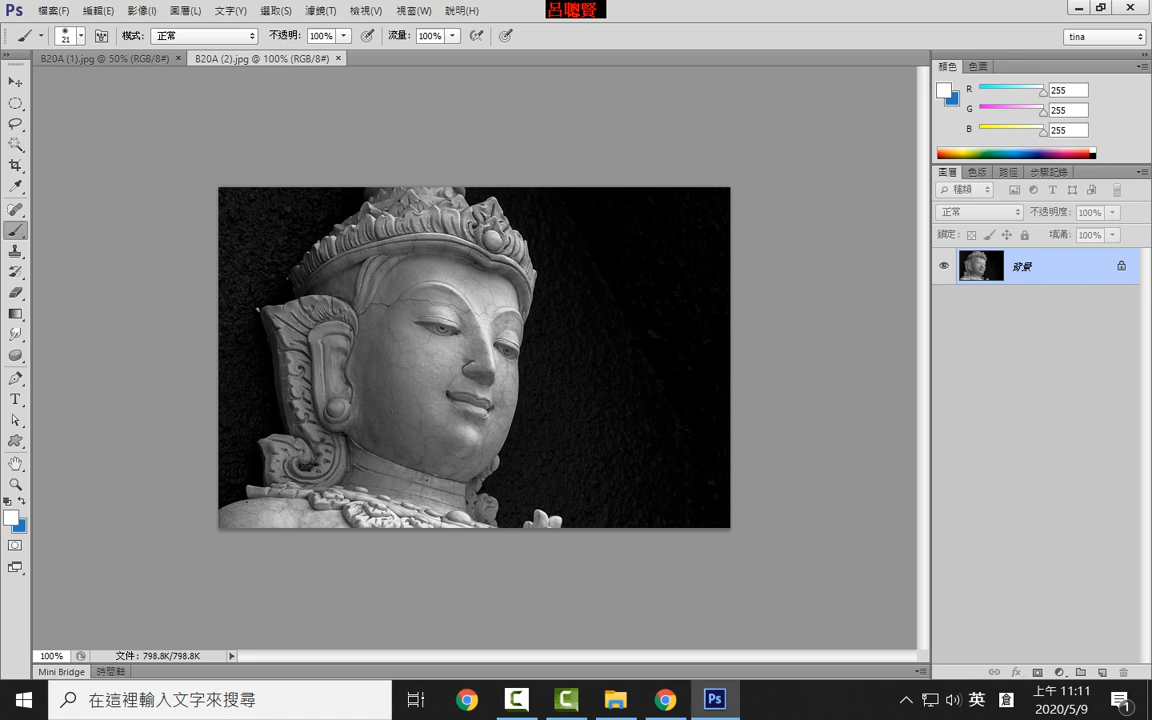 Ps 檔案(F) 編輯(E) 影像(I) 圖層(L) 文字(Y) 選取(S) 濾鏡(T) 檢視(V) 視窗(W) 說明(H) 呂聰賢
21 模式: 正常 不透明: 100% 流量: 100% tina
B20A (1).jpg @ 50% (RGB/8#) × B20A (2).jpg @ 100% (RGB/8#) ×
顏色 色票
R 255
G 255
B 255
圖層 色版 路徑 步驟記錄
種類
正常 不透明度: 100%
鎖定: 填滿: 100%
背景
100% 文件: 798.8K/798.8K
Mini Bridge 時間軸
在這裡輸入文字來搜尋
Ps 英 倉 上午 11:11
2020/5/9
1